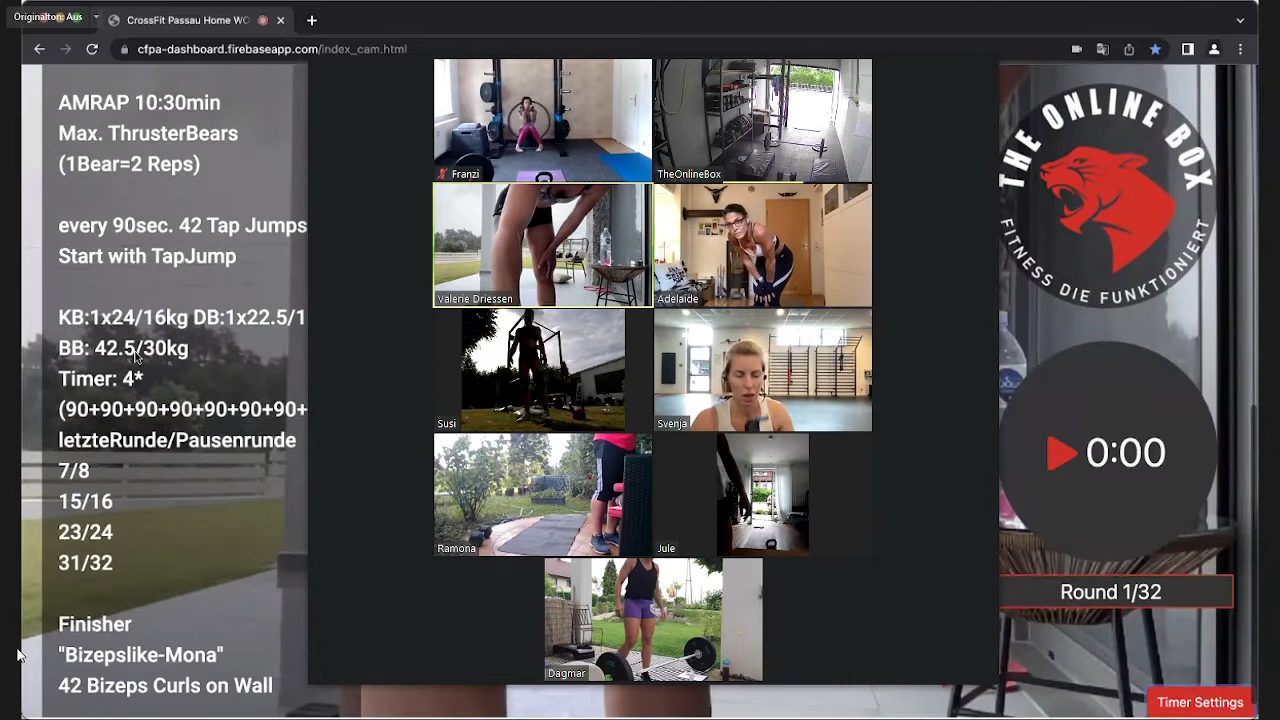 Originalton: Aus
CrossFit Passau Home WO
cfpa-dashboard.firebaseapp.com/index_cam.html
AMRAP 10:30min
Max. ThrusterBears
(1Bear=2 Reps)
every 90sec. 42 Tap Jumps
Start with TapJump
KB:1x24/16kg DB:1x22.5/1
BB: 42.5/30kg
Timer: 4*
(90+90+90+90+90+90+90+
letzteRunde/Pausenrunde
7/8
15/16
23/24
31/32
Finisher
"Bizepslike-Mona"
42 Bizeps Curls on Wall
Franzi
TheOnlineBox
Valerie Driessen
Adelaide
Susi
Svenja
Ramona
Jule
Dagmar
THE ONLINE BOX
FITNESS DIE FUNKTIONIERT
0:00
Round 1/32
Timer Settings